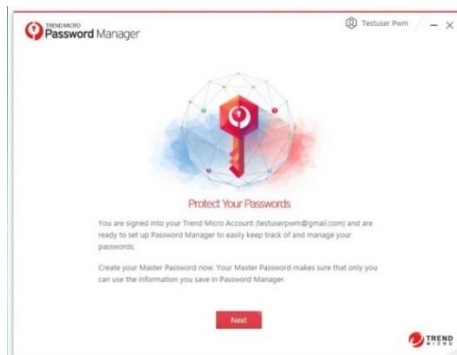 TREND MICRO
Password Manager
Testuser Pwm
Protect Your Passwords
You are signed into your Trend Micro Account (testuserpwm@gmail.com) and are
ready to set up Password Manager to easily keep track of and manage your
passwords.
Create your Master Password now. Your Master Password makes sure that only you
can use the information you save in Password Manager.
Next
TREND
MICRO